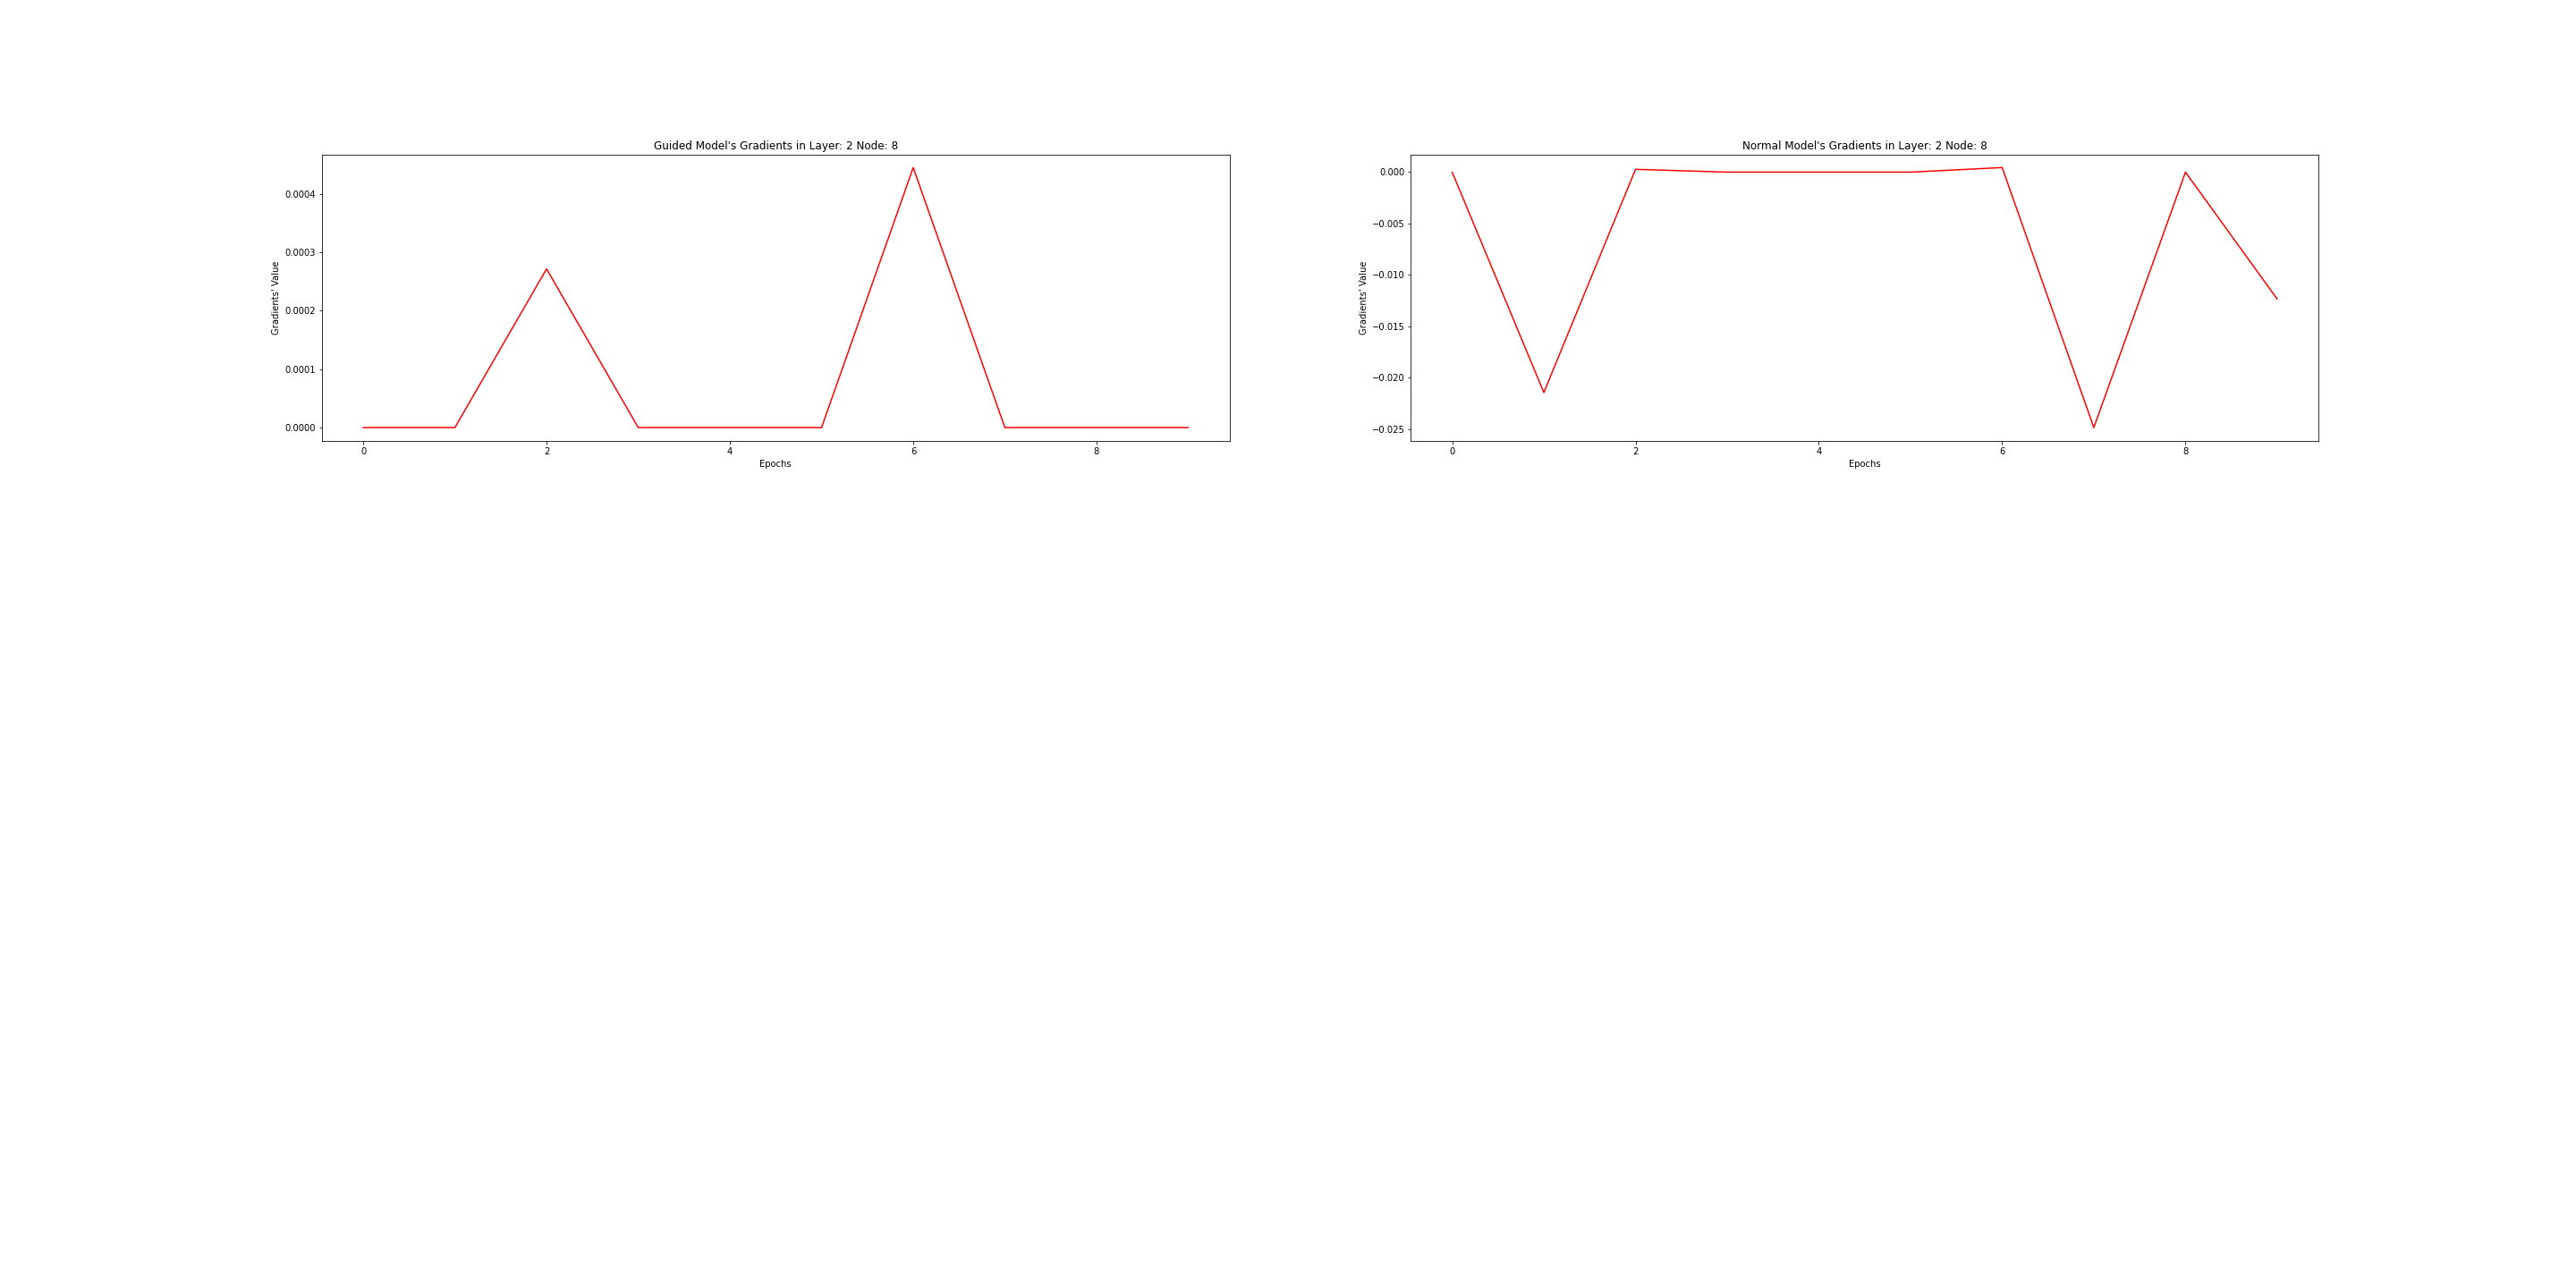 Guided Model's Gradients in Layer: 2 Node: 8
Gradients' Value
0.0004
0.0003
0.0002
0.0001
0.0000
0 2 4 6 8
Epochs
Normal Model's Gradients in Layer: 2 Node: 8
Gradients' Value
0.000
−0.005
−0.010
−0.015
−0.020
−0.025
0 2 4 6 8
Epochs